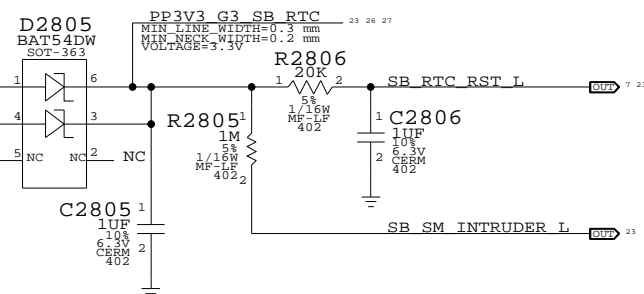 D2805
BAT54DW
SOT-363
1
6
4
3
5
NC
NC
2
NC
PP3V3_G3_SB_RTC
23 26 27
MIN_LINE_WIDTH=0.3 mm
MIN_NECK_WIDTH=0.2 mm
VOLTAGE=3.3V
R2806
20K
1
2
5%
1/16W
MF-LF
402
SB_RTC_RST_L
OUT
7 23
R2805
1
1M
5%
1/16W
MF-LF
402
2
C2806
1
1UF
10%
6.3V
CERM
402
2
C2805
1
1UF
10%
6.3V
CERM
402
2
SB_SM_INTRUDER_L
OUT
23